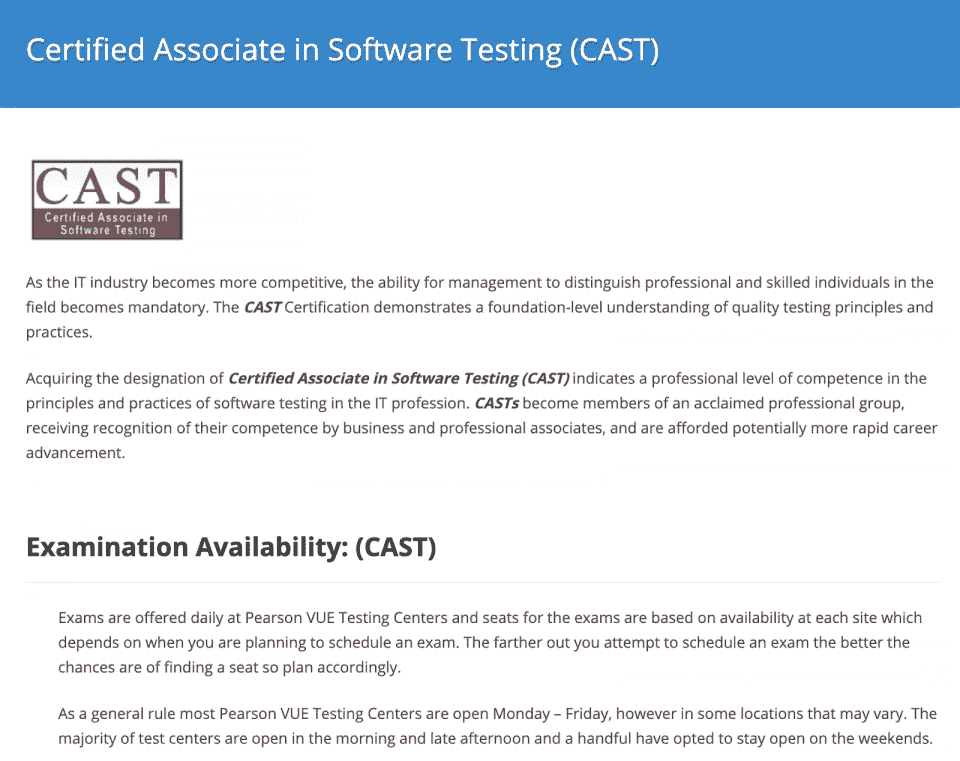 Certified Associate in Software Testing (CAST)
CAST
Certified Associate in
Software Testing
As the IT industry becomes more competitive, the ability for management to distinguish professional and skilled individuals in the
field becomes mandatory. The CAST Certification demonstrates a foundation-level understanding of quality testing principles and
practices.
Acquiring the designation of Certified Associate in Software Testing (CAST) indicates a professional level of competence in the
principles and practices of software testing in the IT profession. CASTs become members of an acclaimed professional group,
receiving recognition of their competence by business and professional associates, and are afforded potentially more rapid career
advancement.
Examination Availability: (CAST)
Exams are offered daily at Pearson VUE Testing Centers and seats for the exams are based on availability at each site which
depends on when you are planning to schedule an exam. The farther out you attempt to schedule an exam the better the
chances are of finding a seat so plan accordingly.
As a general rule most Pearson VUE Testing Centers are open Monday – Friday, however in some locations that may vary. The
majority of test centers are open in the morning and late afternoon and a handful have opted to stay open on the weekends.